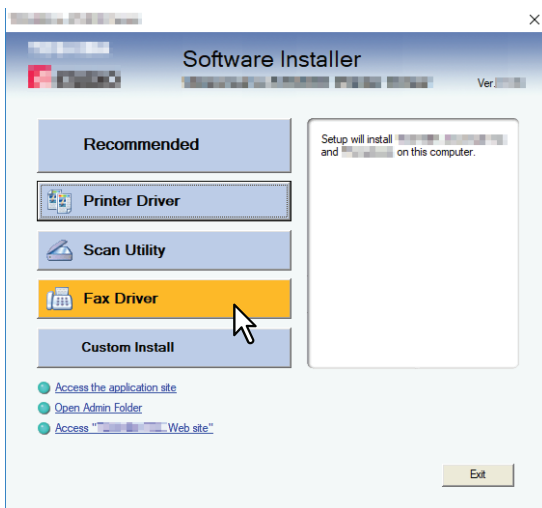 Software Installer
Ver.
Recommended
Setup will install
and on this computer.
Printer Driver
Scan Utility
Fax Driver
Custom Install
Access the application site
Open Admin Folder
Access " Web site"
Exit